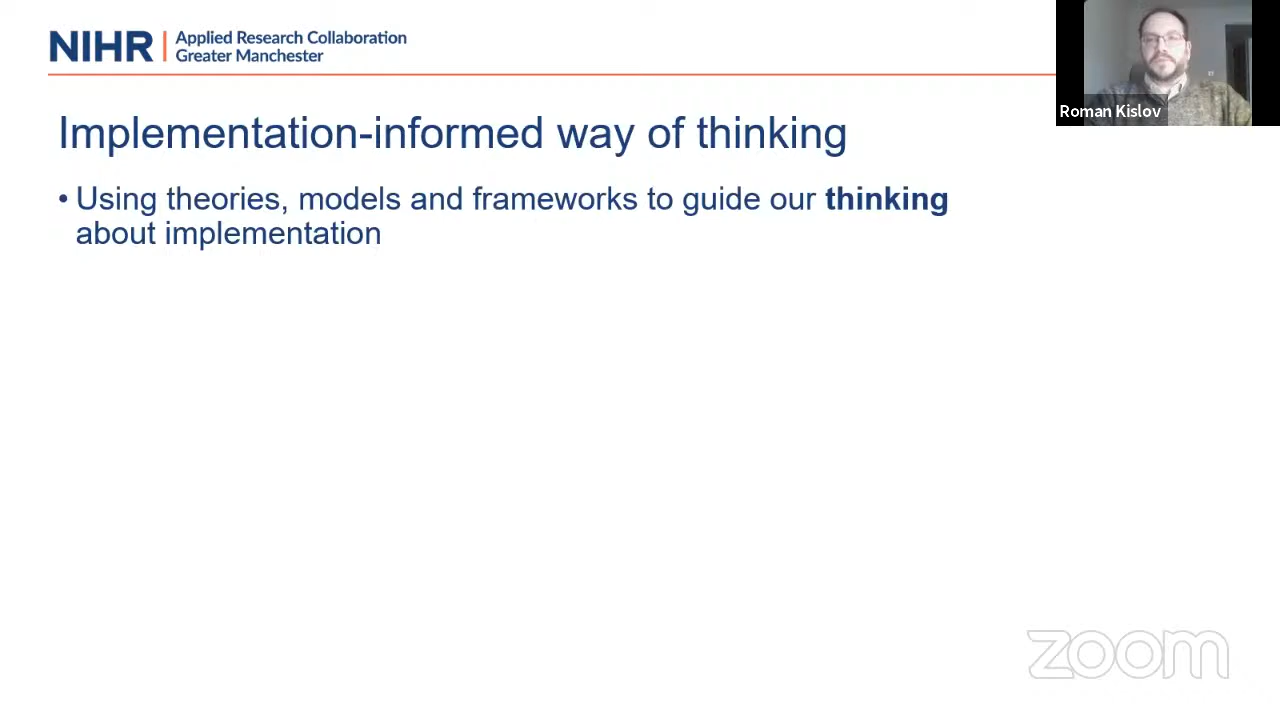 NIHR | Applied Research Collaboration
Greater Manchester
Roman Kislov
Implementation-informed way of thinking
• Using theories, models and frameworks to guide our thinking
about implementation
zoom